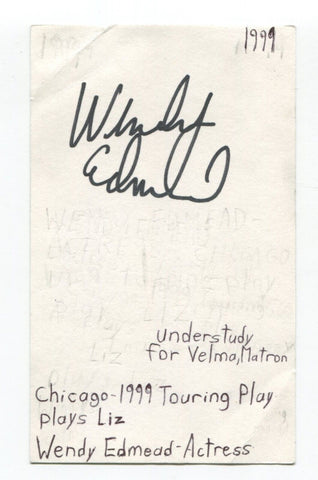 1999
Wendy
Edmead
understudy
for Velma, Matron
Chicago-1999 Touring Play
plays Liz
Wendy Edmead-Actress